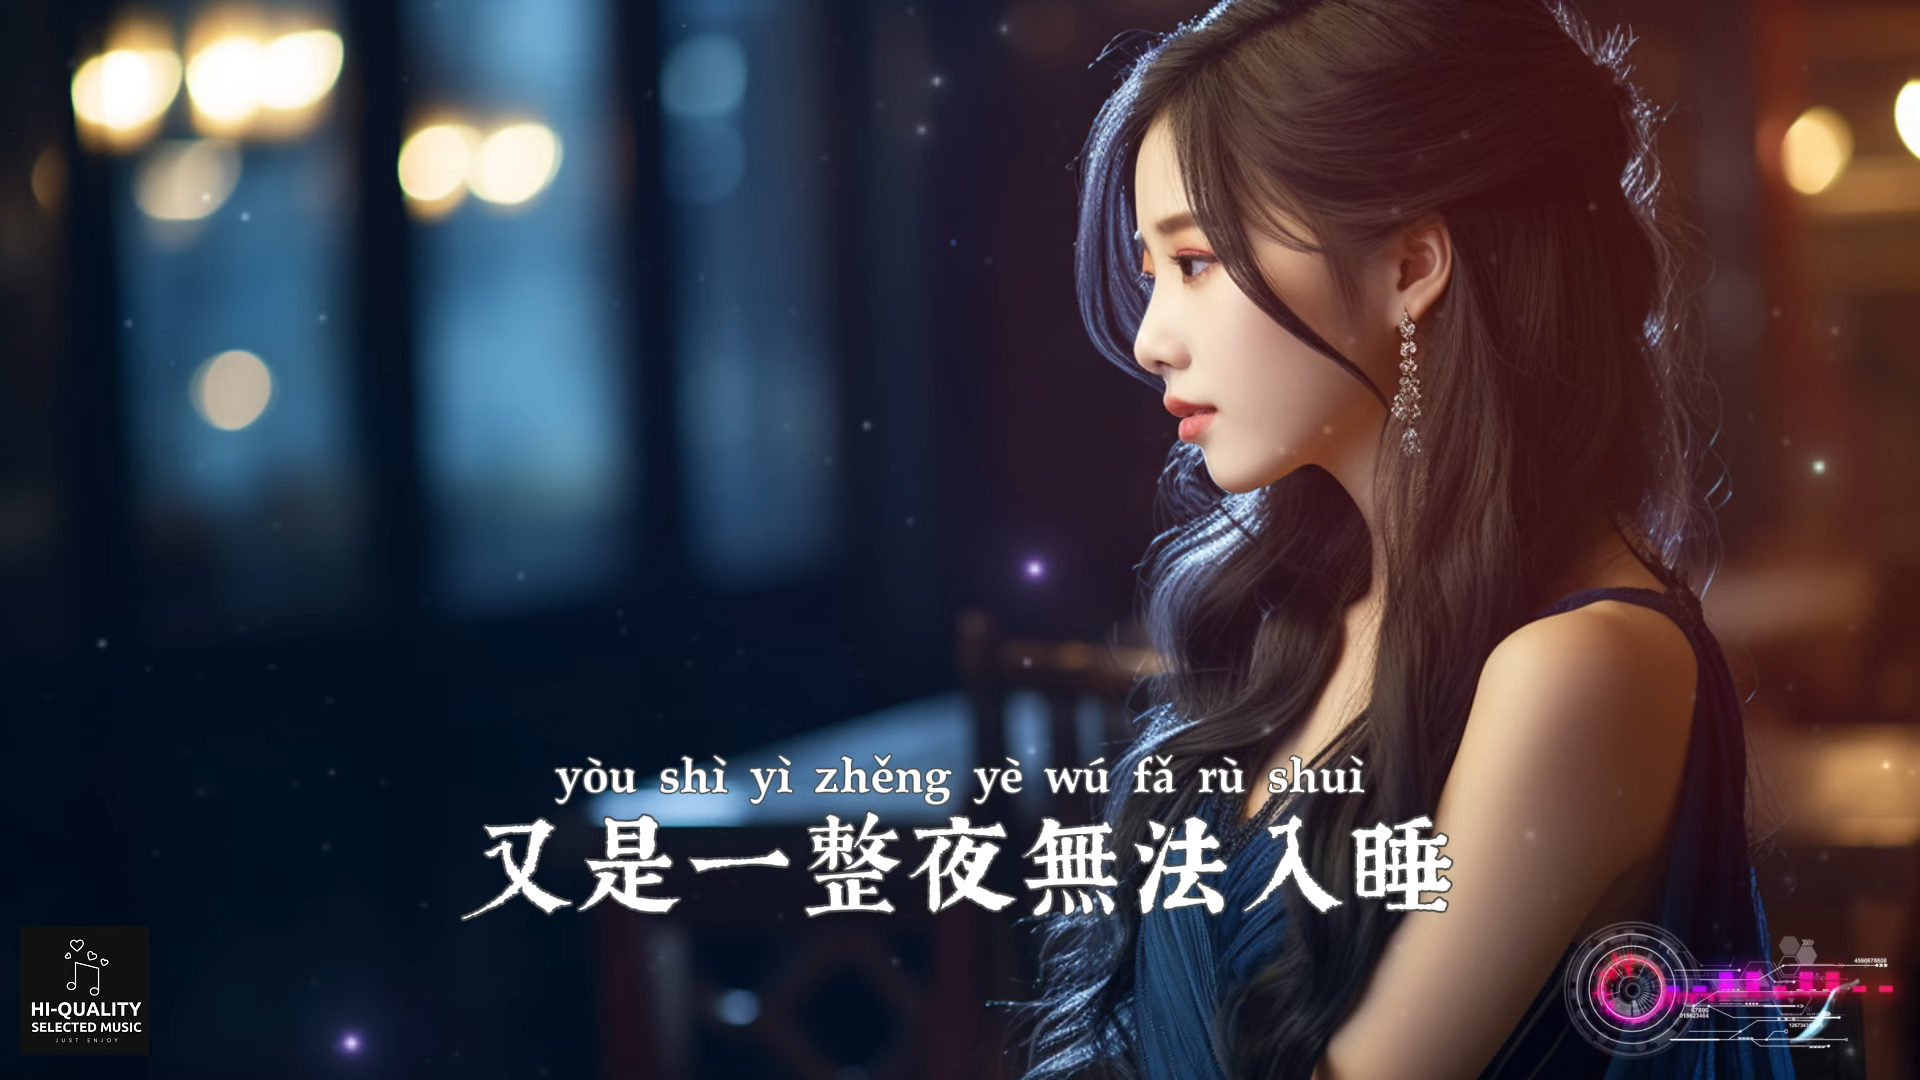 yòu shì yì zhěng yè wú fǎ rù shuì
又是一整夜無法入睡
HI-QUALITY
SELECTED MUSIC
JUST ENJOY